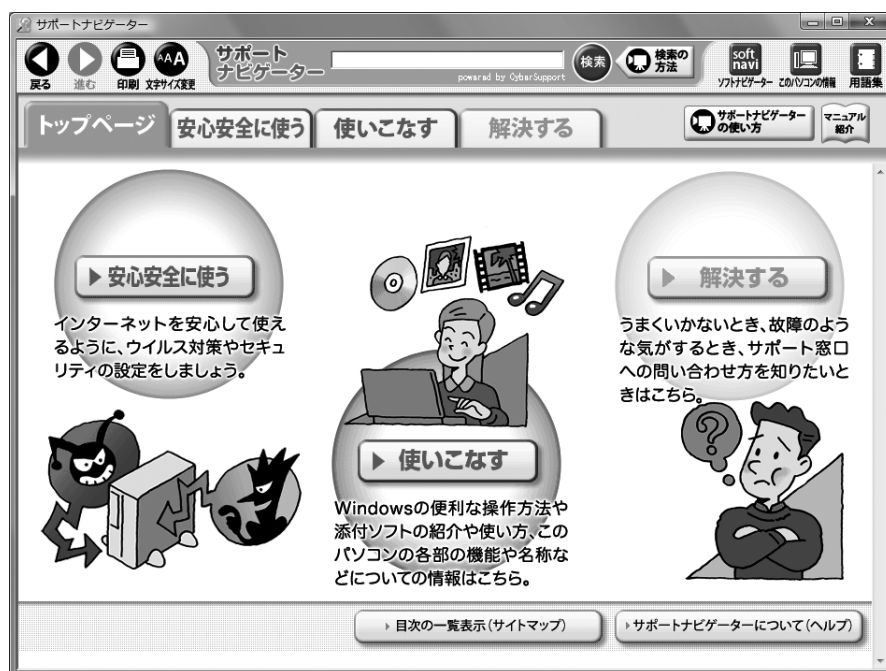 サポートナビゲーター
戻る 進む 印刷 文字サイズ変更
サポート
ナビゲーター
powered by CyberSupport
検索
検索の
方法
soft
navi
ソフトナビゲーター このパソコンの情報 用語集
AAA
トップページ 安心安全に使う 使いこなす 解決する
サポートナビゲーター
の使い方
マニュアル
紹介
安心安全に使う
インターネットを安心して使え
るように、ウイルス対策やセキュ
リティの設定をしましょう。
使いこなす
Windowsの便利な操作方法や
添付ソフトの紹介や使い方、この
パソコンの各部の機能や名称な
どについての情報はこちら。
解決する
うまくいかないとき、故障のよう
な気がするとき、サポート窓口
への問い合わせ方を知りたいと
きはこちら。
?
目次の一覧表示(サイトマップ)
サポートナビゲーターについて(ヘルプ)